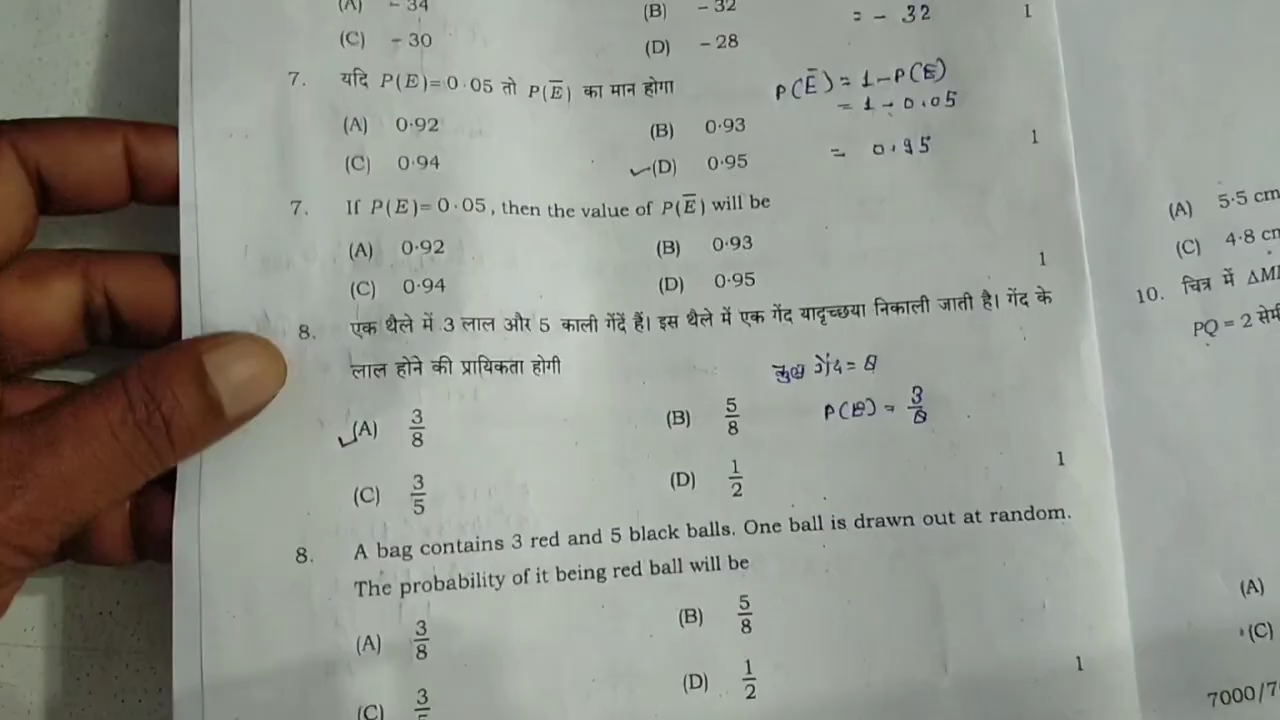 (A) - 34 (B) - 32 = - 32 1
(C) - 30 (D) - 28
7. यदि P(E)=0·05 तो P(E̅) का मान होगा P(E̅) = 1-P(E)
= 1 - 0.05
(A) 0·92 (B) 0·93
(C) 0·94 (D) 0·95 = 0.95 1
7. If P(E)=0·05, then the value of P(E̅) will be
(A) 0·92 (B) 0·93
(C) 0·94 (D) 0·95 1
8. एक थैले में 3 लाल और 5 काली गेंदें हैं। इस थैले में एक गेंद यादृच्छया निकाली जाती है। गेंद के
लाल होने की प्रायिकता होगी
कुल गेंद = 8
(A) 3/8 (B) 5/8 = 3/8
(C) 3/5 (D) 1/2 1
8. A bag contains 3 red and 5 black balls. One ball is drawn out at random.
The probability of it being red ball will be
(A) 3/8 (B) 5/8
(C) 3 (D) 1/2 1
(A) 5·5 cm
(C) 4·8
10. चित्र में
PQ = 2 सेमी
(A)
(C)